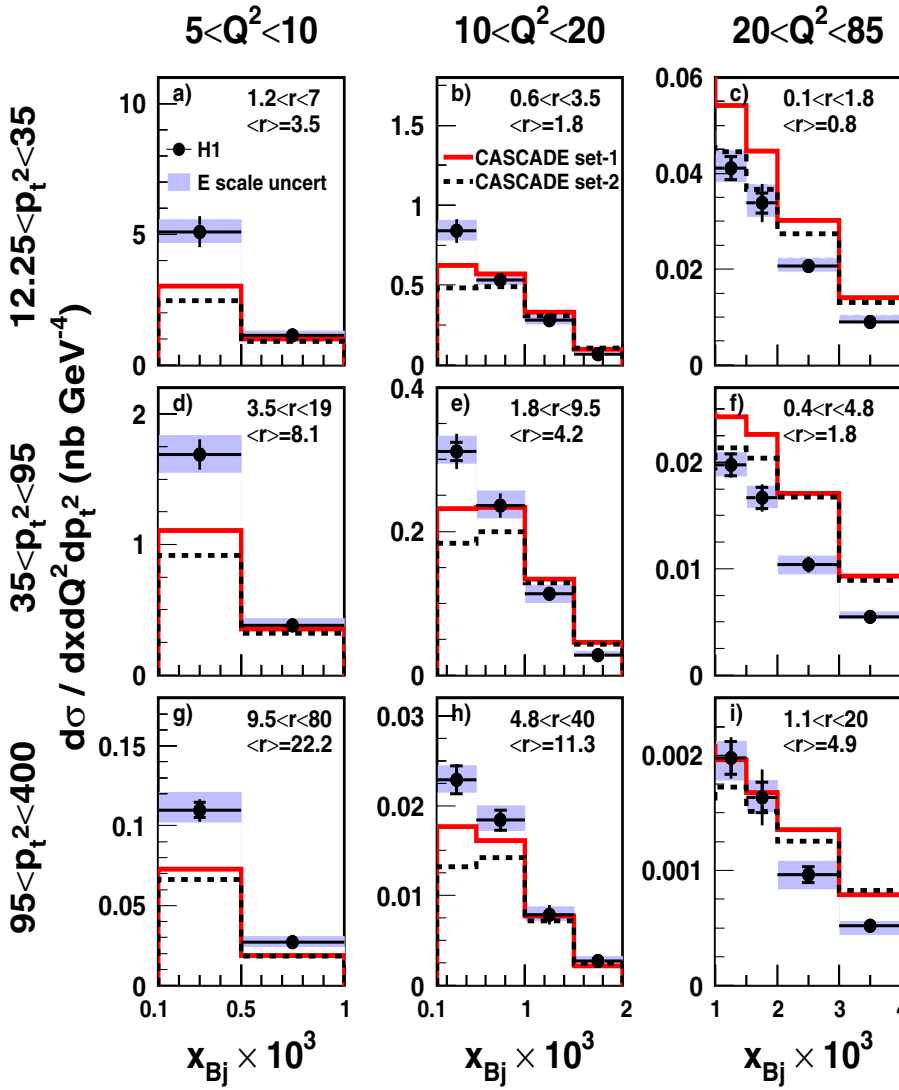 5<Q²<10
10<Q²<20
20<Q²<85
12.25<pₜ²<35
35<pₜ²<95
95<pₜ²<400
dσ / dxdQ²dpₜ² (nb GeV⁻⁴)
a)
1.2<r<7
<r>=3.5
H1
E scale uncert
10
5
0
b)
0.6<r<3.5
<r>=1.8
CASCADE set-1
CASCADE set-2
1.5
1
0.5
0
c)
0.1<r<1.8
<r>=0.8
0.06
0.04
0.02
0
d)
3.5<r<19
<r>=8.1
2
1
0
e)
1.8<r<9.5
<r>=4.2
0.4
0.2
0
f)
0.4<r<4.8
<r>=1.8
0.02
0.01
0
g)
9.5<r<80
<r>=22.2
0.15
0.1
0.05
0
0.1 0.5 1
h)
4.8<r<40
<r>=11.3
0.03
0.02
0.01
0
0.1 1 2
i)
1.1<r<20
<r>=4.9
0.002
0.001
0
1 2 3 4
x_Bj × 10³
x_Bj × 10³
x_Bj × 10³